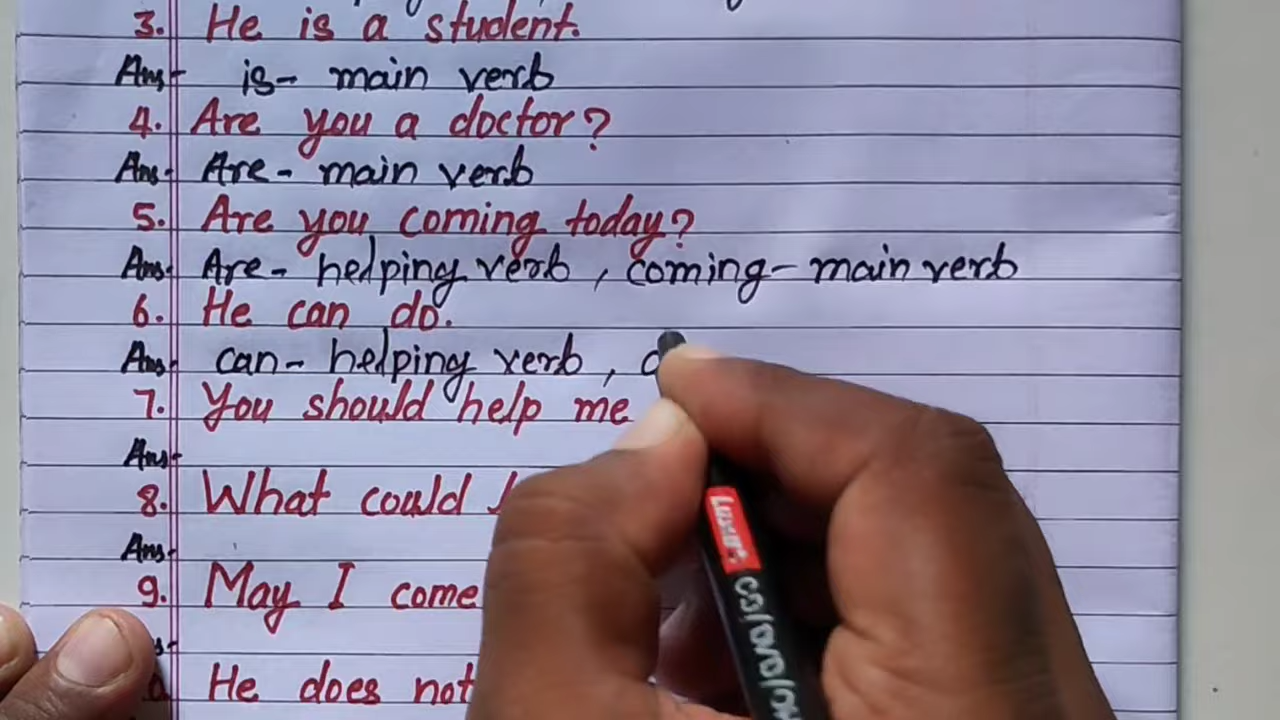 3. He is a student.
Ans- is- main verb
4. Are you a doctor?
Ans- Are- main verb
5. Are you coming today?
Ans- Are- helping verb, coming- main verb
6. He can do.
Ans- can- helping verb,
7. You should help me
Ans-
8. What could
Ans-
9. May I come
He does not
Luxor